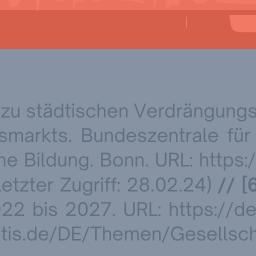 zu städtischen Verdrängungs
smarkts. Bundeszentrale für
he Bildung. Bonn. URL: https:/
etzter Zugriff: 28.02.24) // [6
22 bis 2027. URL: https://de
tis.de/DE/Themen/Gesellsch